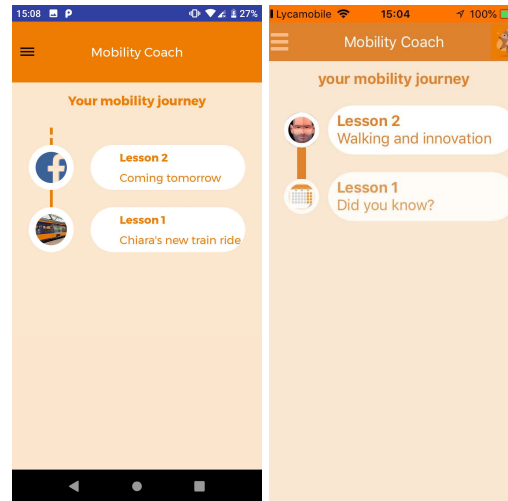 15:08
27%
Mobility Coach
Your mobility journey
Lesson 2
Coming tomorrow
Lesson 1
Chiara's new train ride
Lycamobile
15:04
100%
Mobility Coach
your mobility journey
Lesson 2
Walking and innovation
Lesson 1
Did you know?